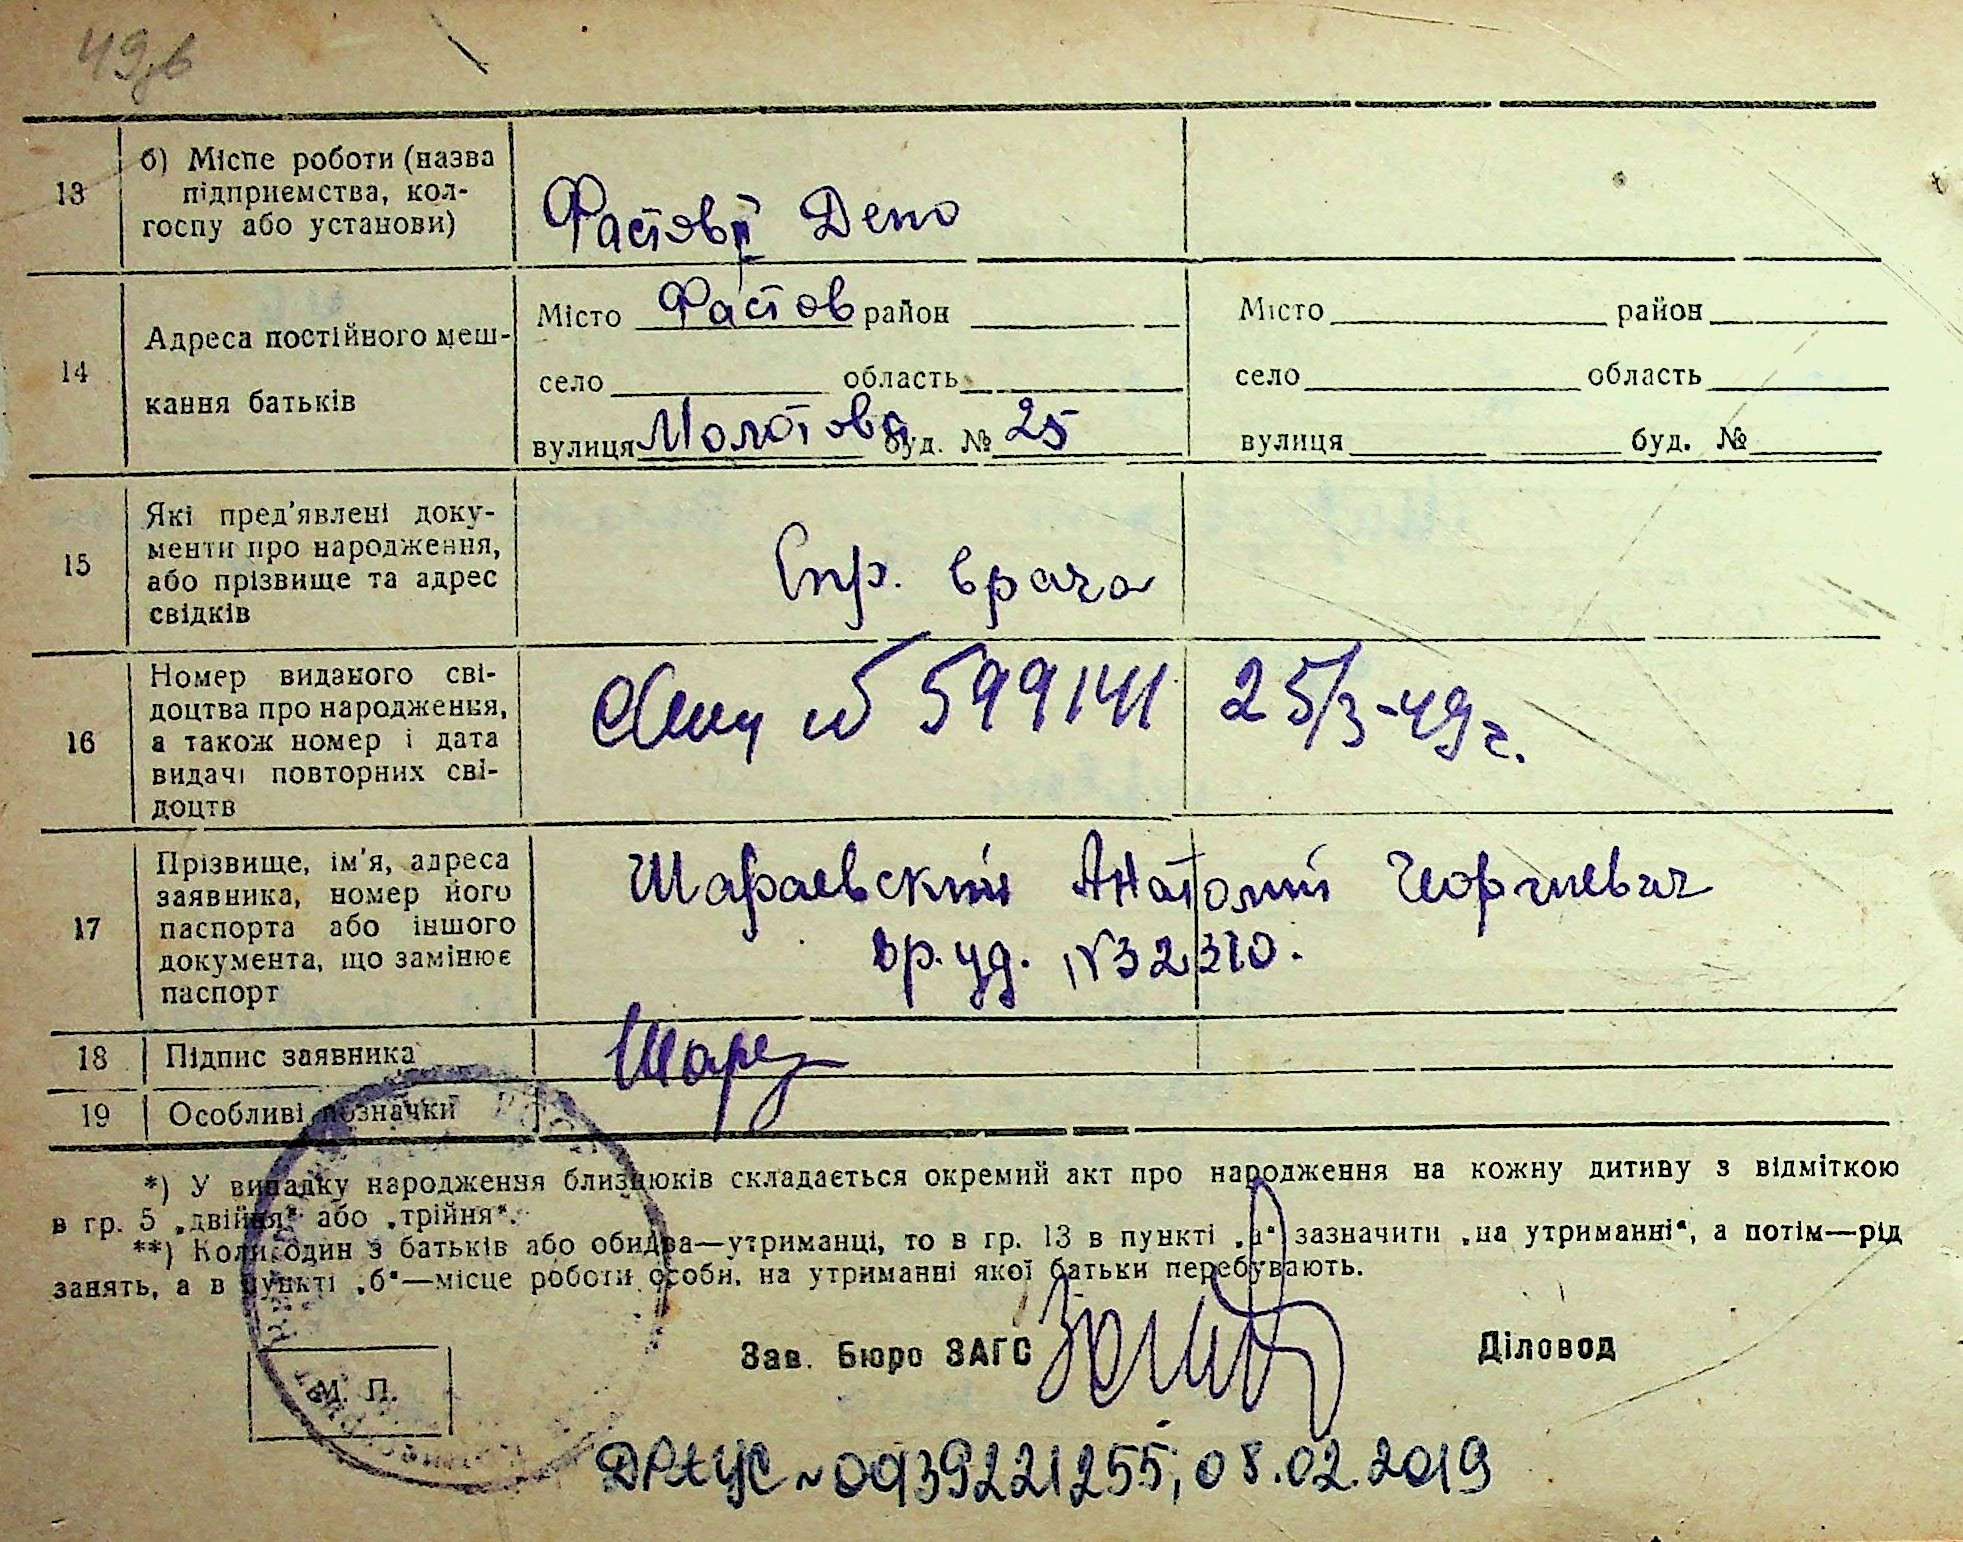 13 б) Місце роботи (назва
підприємства, кол-
госпу або установи)
Фастов Депо
14 Адреса постійного меш-
кання батьків
Місто Фастов район Місто район
село область село область
вулиця Молотова буд. № 25 вулиця буд. №
15 Які пред'явлені доку-
менти про народження,
або прізвище та адрес
свідків
Спр. врача
16 Номер виданого сві-
доцтва про народження,
а також номер і дата
видачі повторних сві-
доцтв
№ 599141 25/3-49 г.
17 Прізвище, ім'я, адреса
заявника, номер його
паспорта або іншого
документа, що замінює
паспорт
Шараевский Анатолий Георгиевич
вр. уд. №32310.
18 Підпис заявника
Шарa
19 Особливі позначки
*) У випадку народження близнюків складається окремий акт про народження на кожну дитину з відміткою
в гр. 5 „двійня" або „трійня".
**) Коли один з батьків або обидва—утриманці, то в гр. 13 в пункті „а" зазначити „на утриманні", а потім—рід
занять, а в пункті „б"—місце роботи особи, на утриманні якої батьки перебувають.
Зав. Бюро ЗАГС Діловод
М. П.
ДРАЦС № 00939221255, 08.02.2019